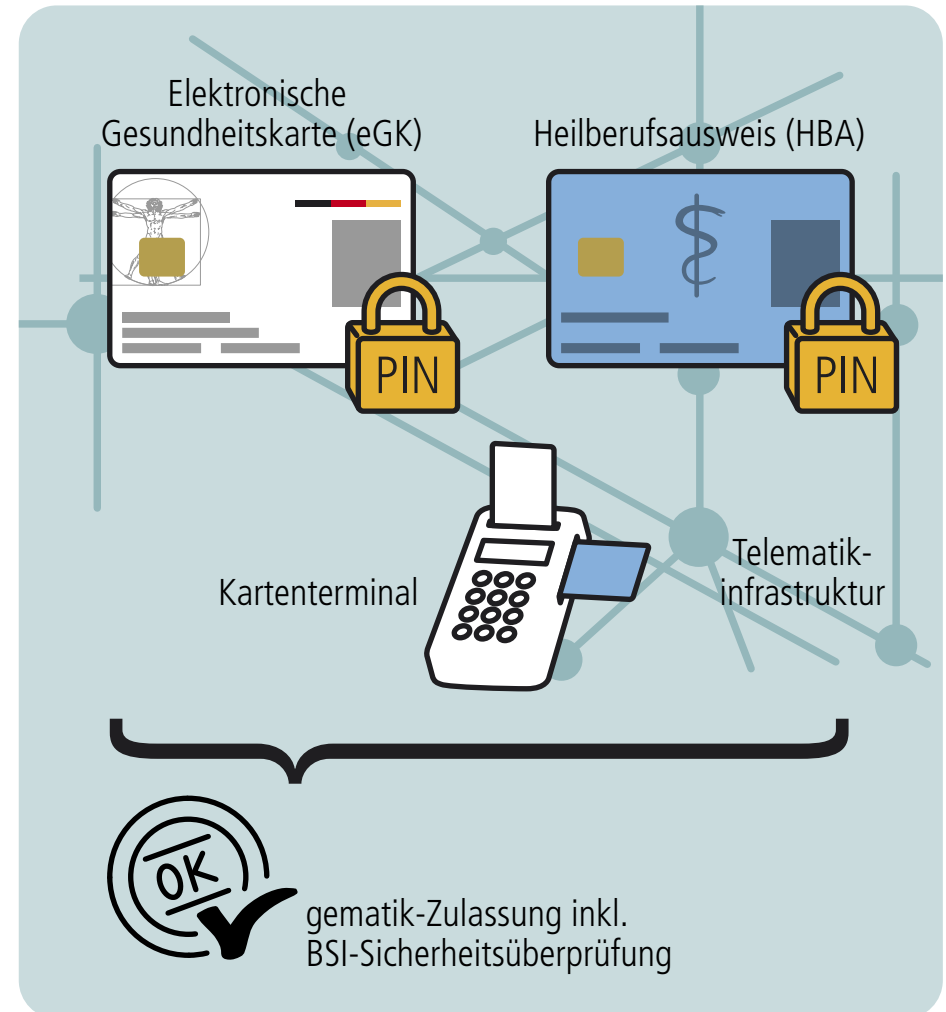 Elektronische
Gesundheitskarte (eGK)
Heilberufsausweis (HBA)
PIN
PIN
Kartenterminal
Telematik-
infrastruktur
OK
gematik-Zulassung inkl.
BSI-Sicherheitsüberprüfung